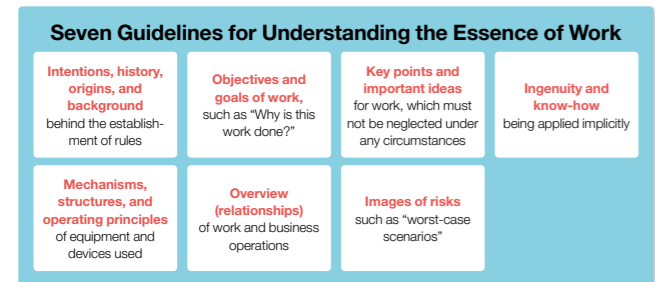 Seven Guidelines for Understanding the Essence of Work
Intentions, history,
origins, and
background
behind the establish-
ment of rules
Objectives and
goals of work,
such as “Why is this
work done?”
Key points and
important ideas
for work, which must
not be neglected under
any circumstances
Ingenuity and
know-how
being applied implicitly
Mechanisms,
structures, and
operating principles
of equipment and
devices used
Overview
(relationships)
of work and business
operations
Images of risks
such as “worst-case
scenarios”